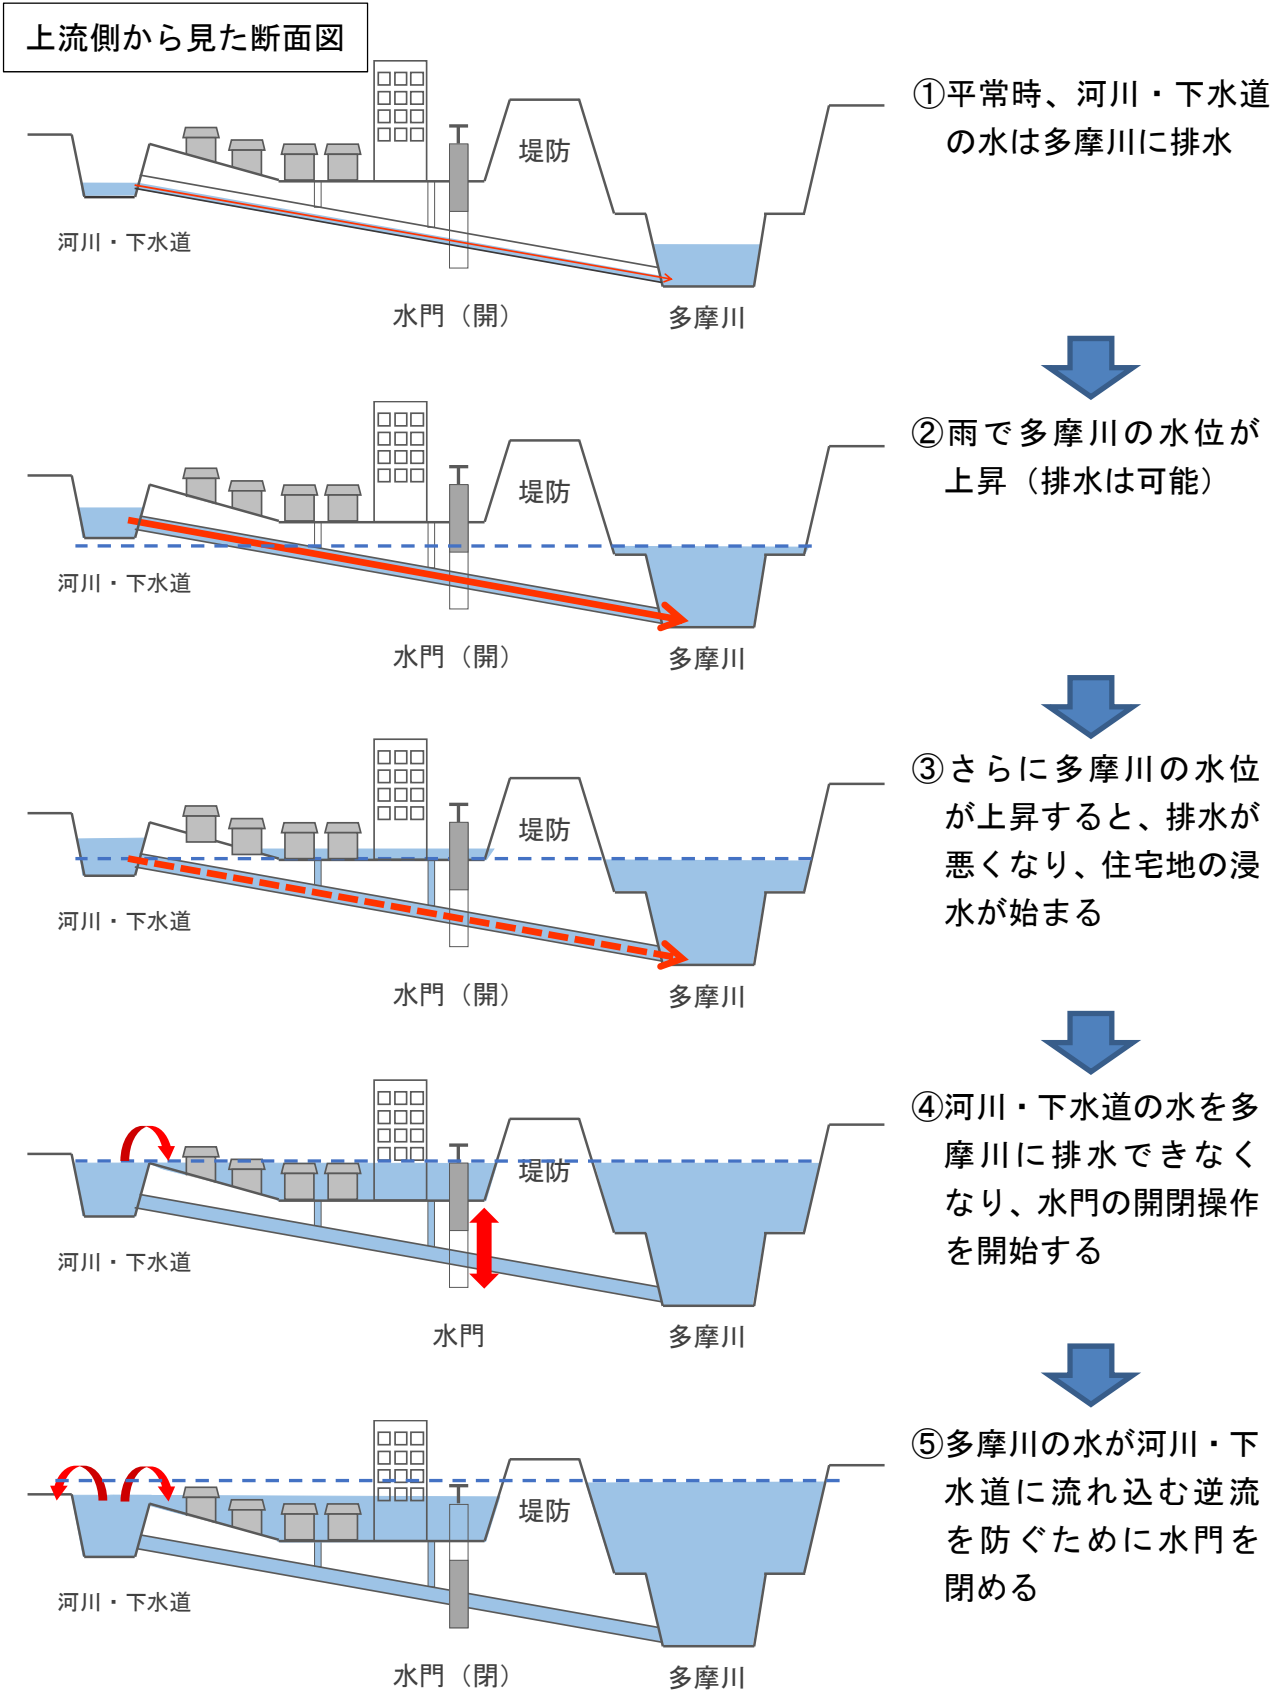 上流側から見た断面図
①平常時、河川・下水道
の水は多摩川に排水
堤防
河川・下水道
水門（開）
多摩川
②雨で多摩川の水位が
上昇（排水は可能）
堤防
河川・下水道
水門（開）
多摩川
③さらに多摩川の水位
が上昇すると、排水が
悪くなり、住宅地の浸
水が始まる
堤防
河川・下水道
水門（開）
多摩川
④河川・下水道の水を多
摩川に排水できなく
なり、水門の開閉操作
を開始する
堤防
河川・下水道
水門
多摩川
⑤多摩川の水が河川・下
水道に流れ込む逆流
を防ぐために水門を
閉める
堤防
河川・下水道
水門（閉）
多摩川